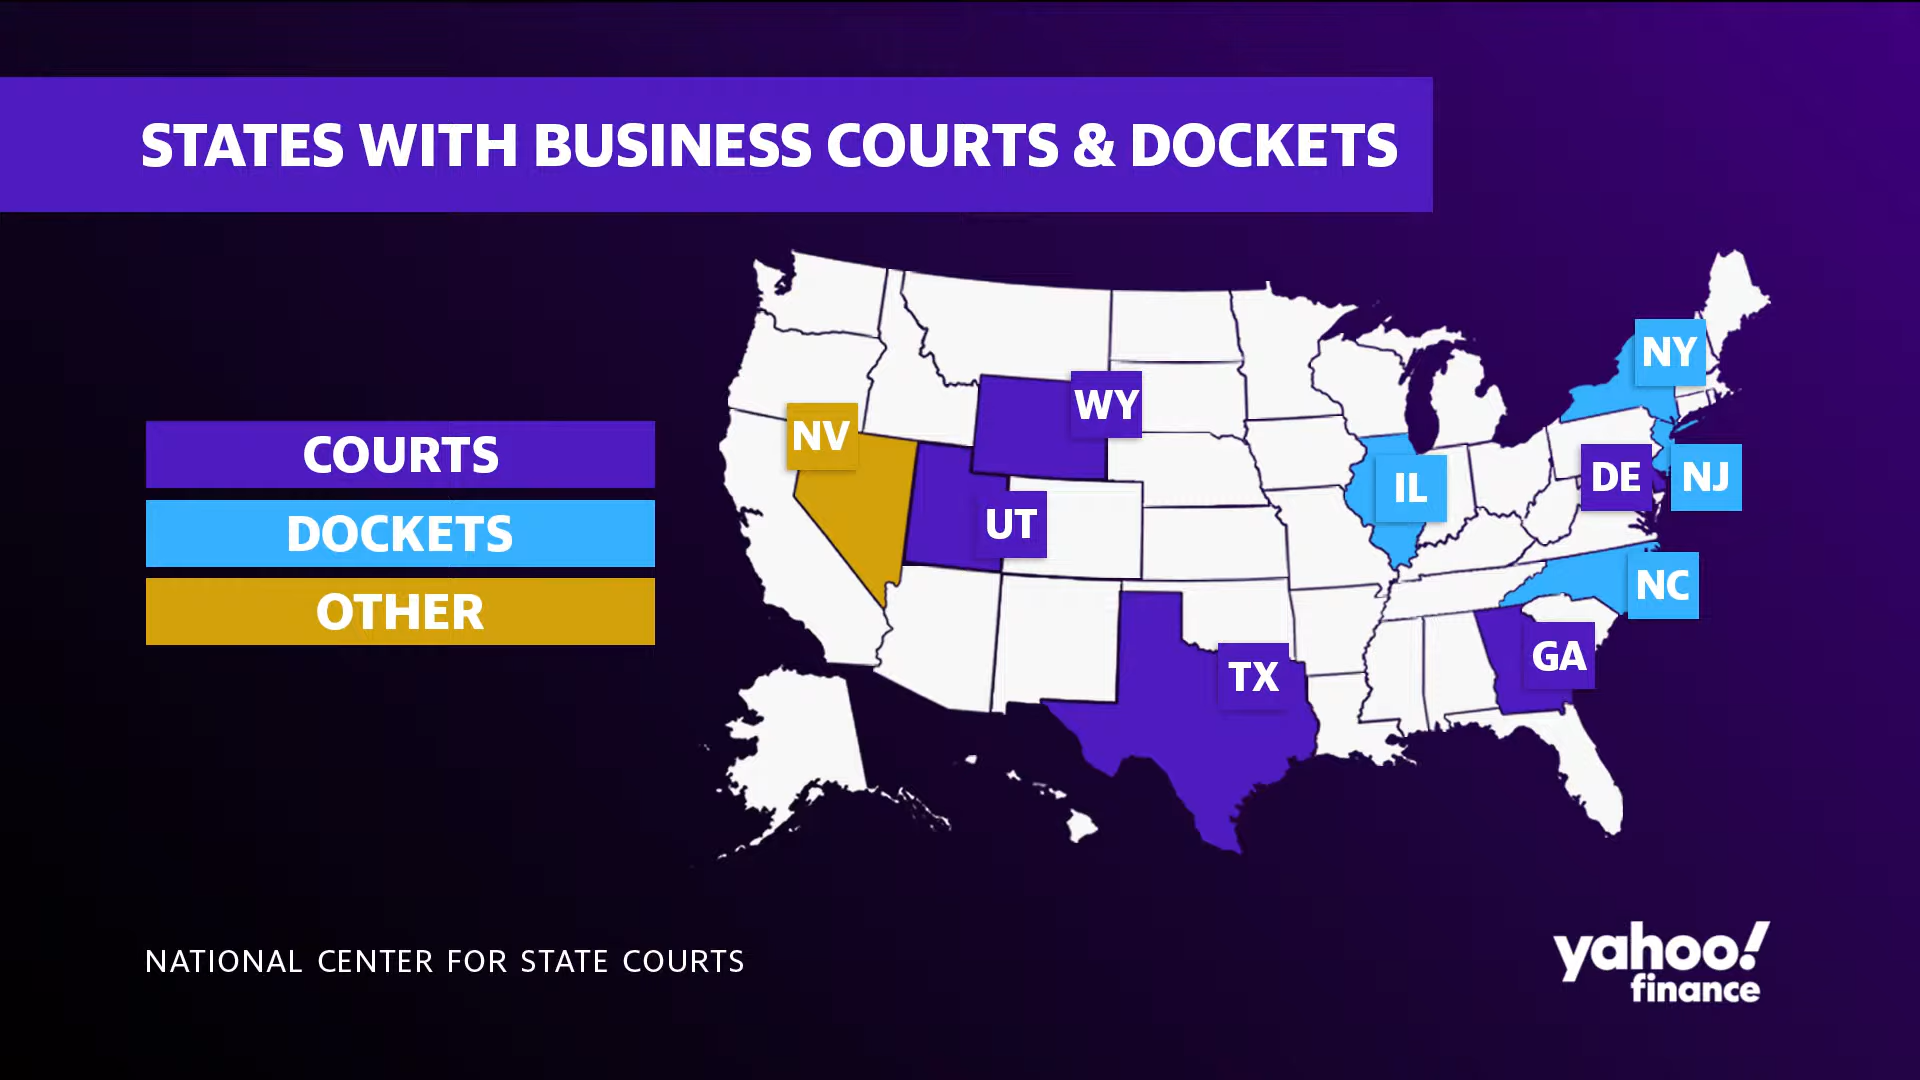 STATES WITH BUSINESS COURTS & DOCKETS
COURTS
DOCKETS
OTHER
NY
WY
NV
DE
NJ
IL
UT
NC
GA
TX
NATIONAL CENTER FOR STATE COURTS
yahoo!
finance